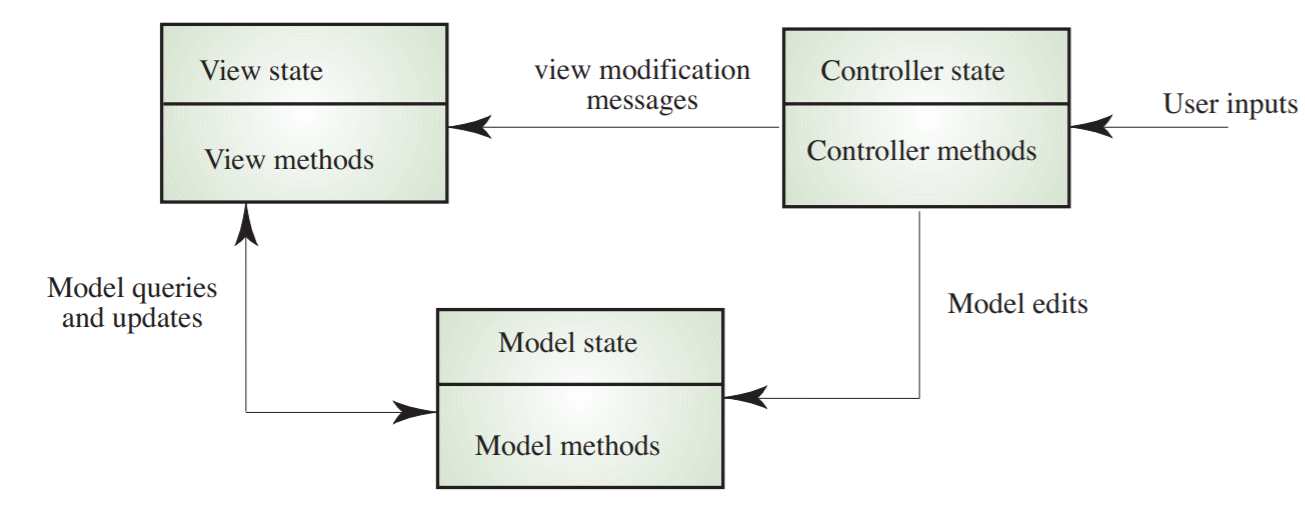 View state
View methods
view modification
messages
Controller state
Controller methods
User inputs
Model queries
and updates
Model edits
Model state
Model methods